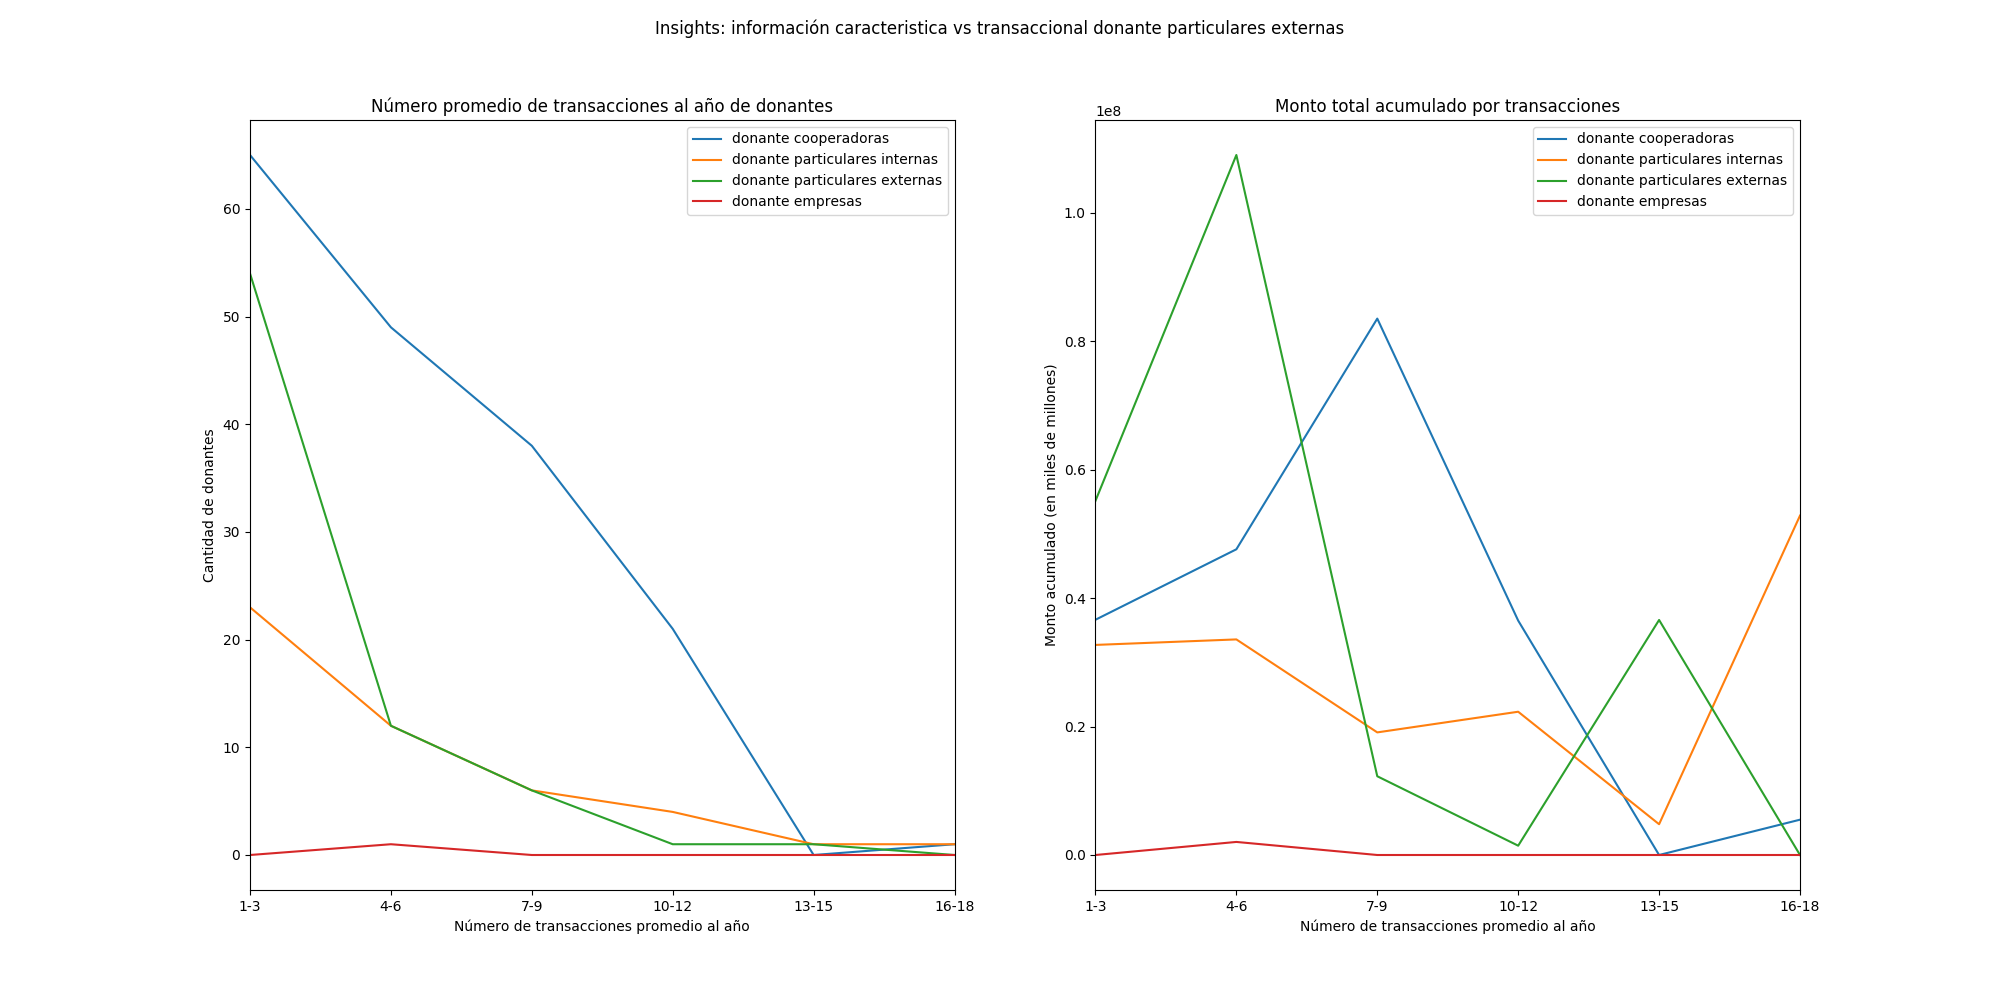 Insights: información caracteristica vs transaccional donante particulares externas
Número promedio de transacciones al año de donantes
donante cooperadoras
donante particulares internas
donante particulares externas
donante empresas
60
50
40
30
20
10
0
Cantidad de donantes
1-3
4-6
7-9
10-12
13-15
16-18
Número de transacciones promedio al año
Monto total acumulado por transacciones
1e8
donante cooperadoras
donante particulares internas
donante particulares externas
donante empresas
1.0
0.8
0.6
0.4
0.2
0.0
Monto acumulado (en miles de millones)
1-3
4-6
7-9
10-12
13-15
16-18
Número de transacciones promedio al año